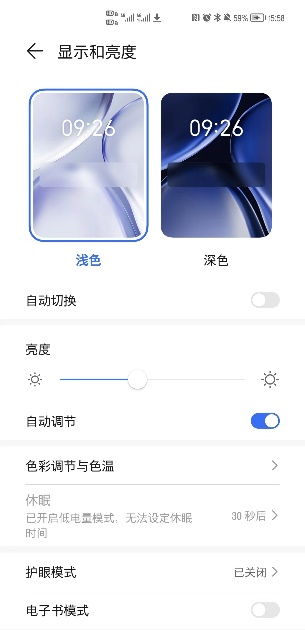 59% 15:58
显示和亮度
09:26
09:26
浅色
深色
自动切换
亮度
自动调节
色彩调节与色温
休眠
已开启低电量模式，无法设定休眠
时间
30 秒后
护眼模式
已关闭
电子书模式